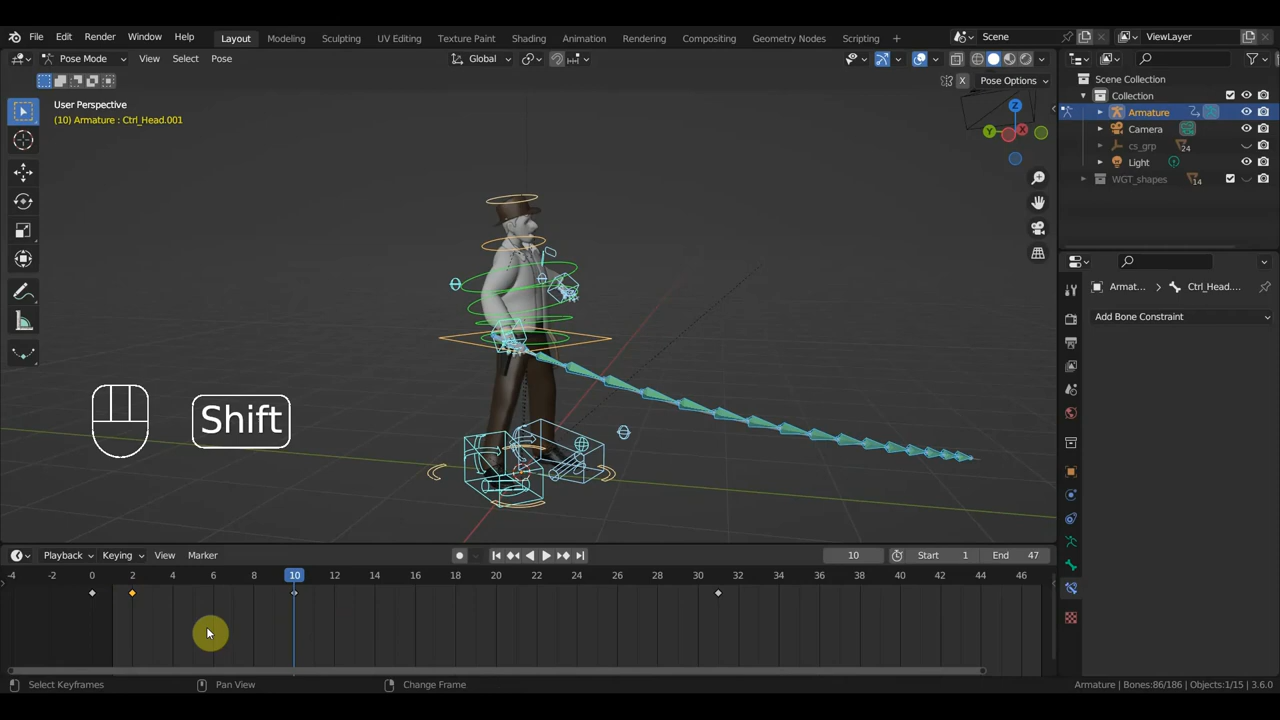 File Edit Render Window Help Layout Modeling Sculpting UV Editing Texture Paint Shading Animation Rendering Compositing Geometry Nodes Scripting + Scene ViewLayer
Pose Mode View Select Pose Global
X Pose Options
User Perspective
(10) Armature : Ctrl_Head.001
Z
Y
X
Scene Collection
Collection
Armature
Camera
cs_grp 24
Light
WGT_shapes 14
Armat... > Ctrl_Head....
Add Bone Constraint
Shift
Playback Keying View Marker 10 Start 1 End 47
-4 -2 0 2 4 6 8 10 12 14 16 18 20 22 24 26 28 30 32 34 36 38 40 42 44 46
Select Keyframes Pan View Change Frame Armature | Bones:86/186 | Objects:1/15 | 3.6.0